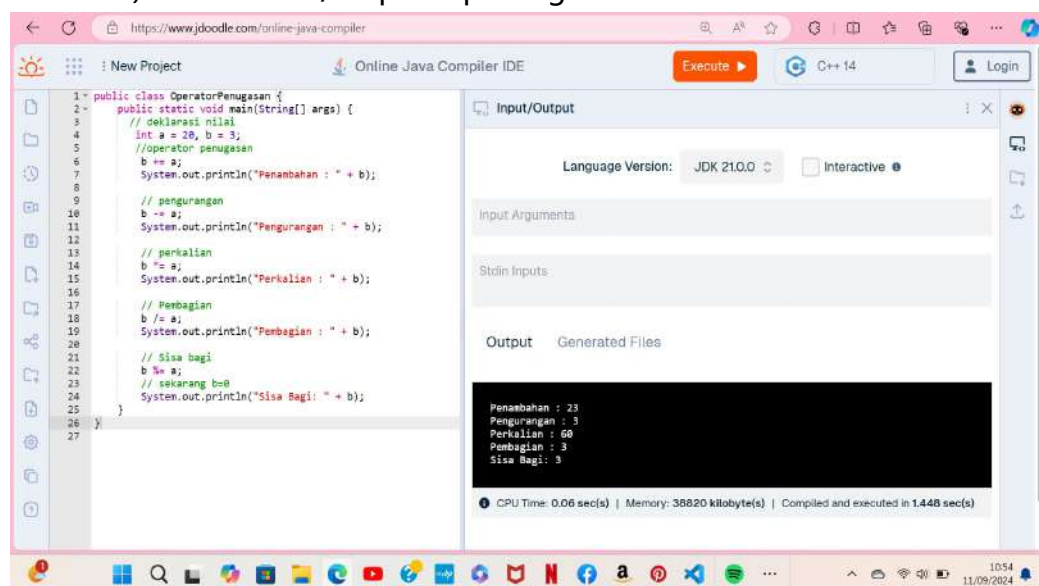 https://www.jdoodle.com/online-java-compiler
New Project
Online Java Compiler IDE
Execute
C++ 14
Login
1 public class OperatorPenugasan {
2 public static void main(String[] args) {
3 // deklarasi nilai
4 int a = 20, b = 3;
5 //operator penugasan
6 b += a;
7 System.out.println("Penambahan : " + b);
8
9 // pengurangan
10 b -= a;
11 System.out.println("Pengurangan : " + b);
12
13 // perkalian
14 b *= a;
15 System.out.println("Perkalian : " + b);
16
17 // Pembagian
18 b /= a;
19 System.out.println("Pembagian : " + b);
20
21 // Sisa bagi
22 b %= a;
23 // sekarang b=0
24 System.out.println("Sisa Bagi: " + b);
25 }
26 }
27
Input/Output
Language Version: JDK 21.0.0 Interactive
Input Arguments
Stdin Inputs
Output Generated Files
Penambahan : 23
Pengurangan : 3
Perkalian : 60
Pembagian : 3
Sisa Bagi: 3
CPU Time: 0.06 sec(s) | Memory: 38820 kilobyte(s) | Compiled and executed in 1.448 sec(s)
10:54
11/09/2024